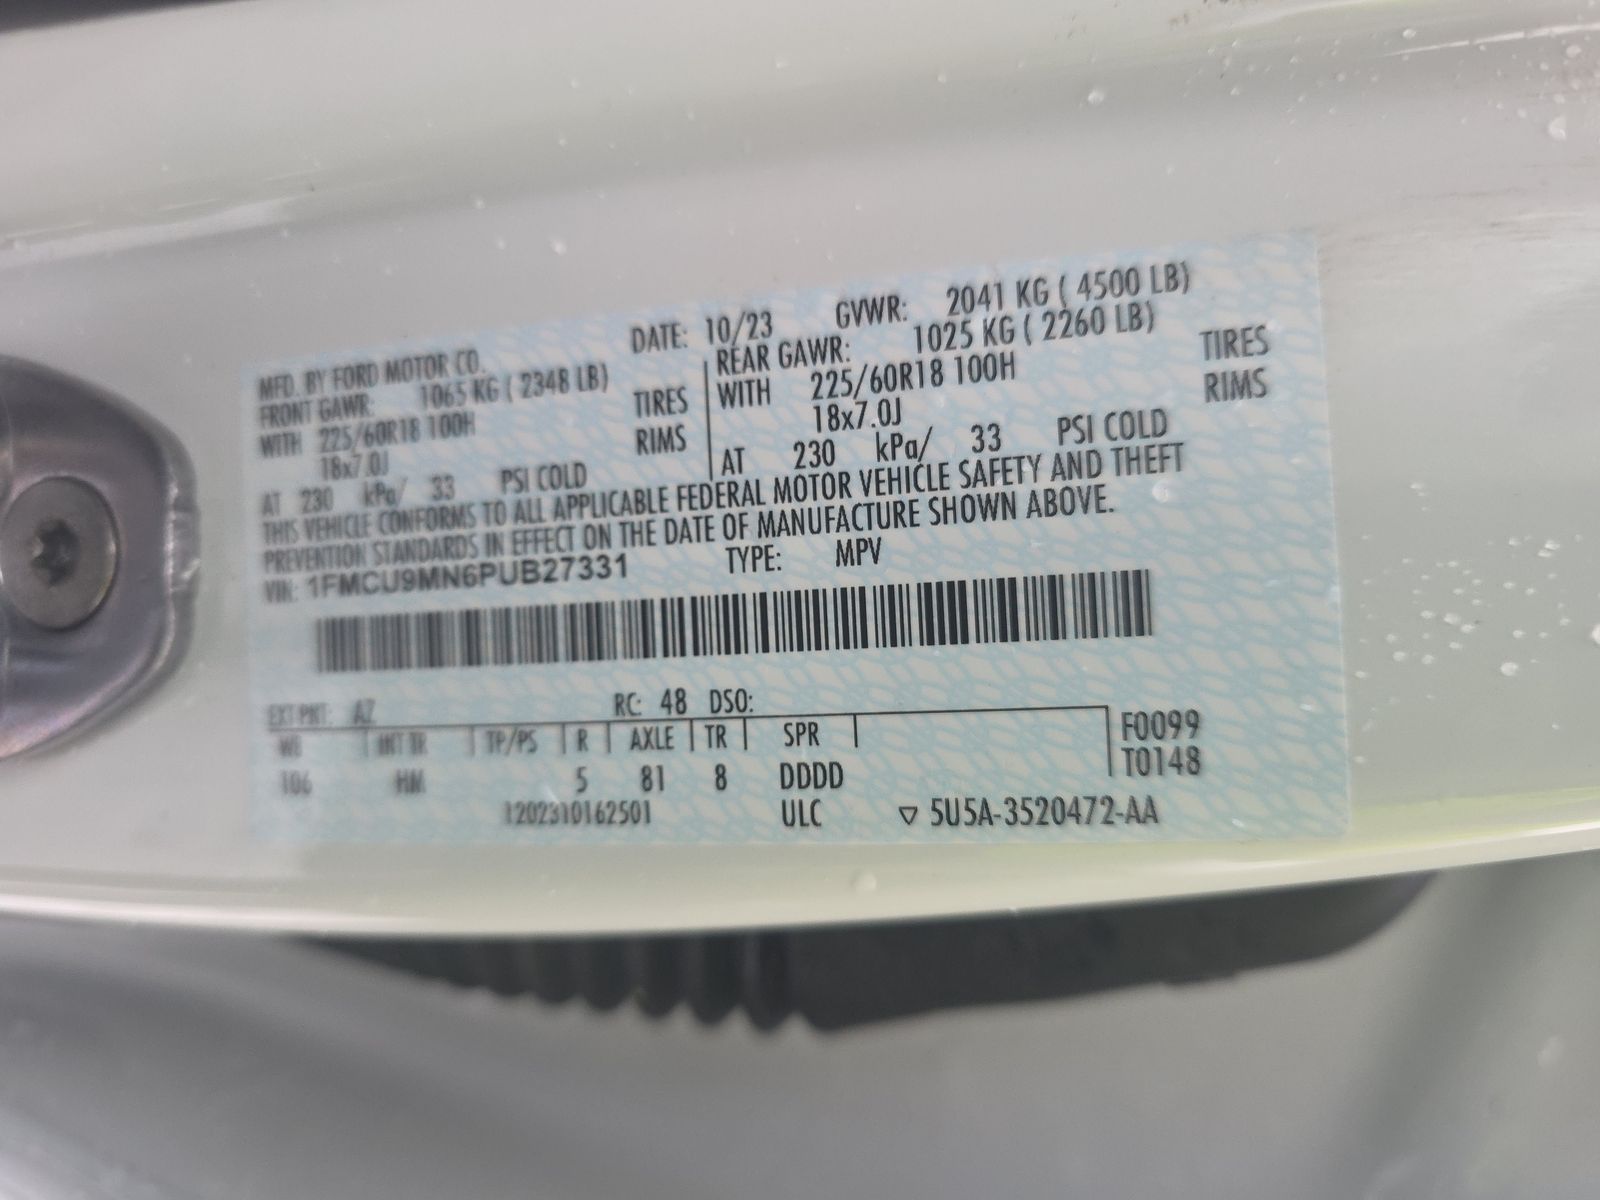 MFD. BY FORD MOTOR CO. DATE: 10/23 GVWR: 2041 KG ( 4500 LB)
FRONT GAWR: 1065 KG ( 2348 LB) REAR GAWR: 1025 KG ( 2260 LB)
WITH 225/60R18 100H TIRES WITH 225/60R18 100H TIRES
18x7.0J RIMS 18x7.0J RIMS
AT 230 kPa/ 33 PSI COLD AT 230 kPa/ 33 PSI COLD
THIS VEHICLE CONFORMS TO ALL APPLICABLE FEDERAL MOTOR VEHICLE SAFETY AND THEFT
PREVENTION STANDARDS IN EFFECT ON THE DATE OF MANUFACTURE SHOWN ABOVE.
VIN: 1FMCU9MN6PUB27331 TYPE: MPV
EXT PNT: AZ RC: 48 DSO:
WB INT TR TP/PS R AXLE TR SPR F0099
106 HM 5 81 8 DDDD T0148
1202310162501 ULC ▽ 5U5A-3520472-AA